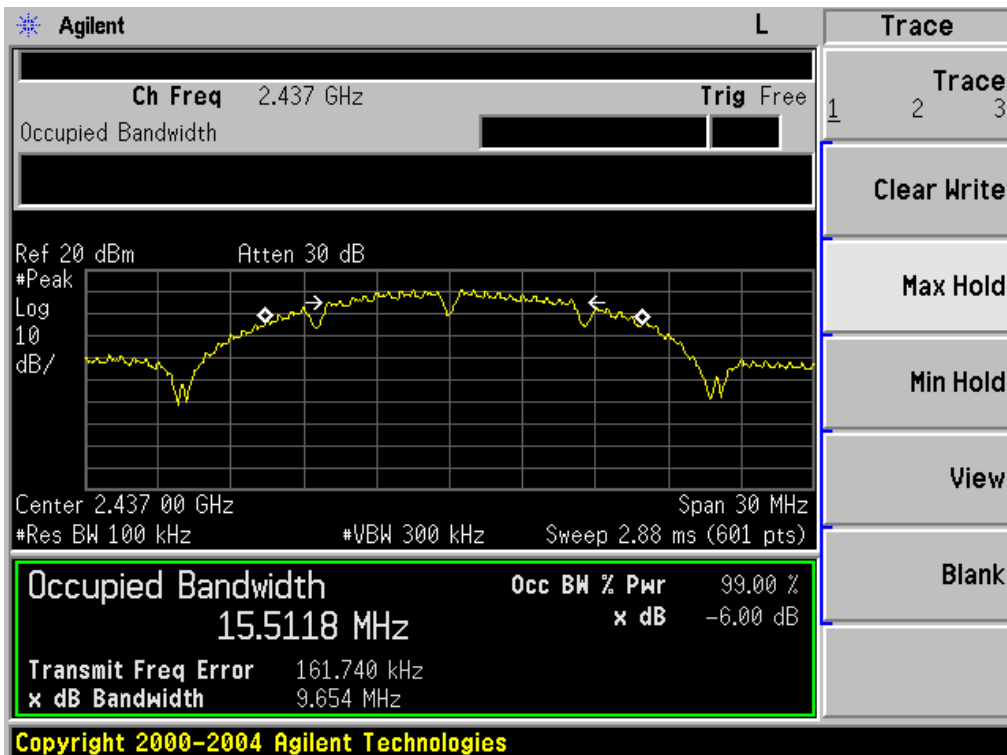 Agilent L Trace
Ch Freq 2.437 GHz Trig Free
Occupied Bandwidth
Trace
1 2 3
Clear Write
Max Hold
Min Hold
View
Blank
Ref 20 dBm Atten 30 dB
#Peak
Log
10
dB/
Center 2.437 00 GHz Span 30 MHz
#Res BW 100 kHz #VBW 300 kHz Sweep 2.88 ms (601 pts)
Occupied Bandwidth Occ BW % Pwr 99.00 %
15.5118 MHz x dB -6.00 dB
Transmit Freq Error 161.740 kHz
x dB Bandwidth 9.654 MHz
Copyright 2000-2004 Agilent Technologies